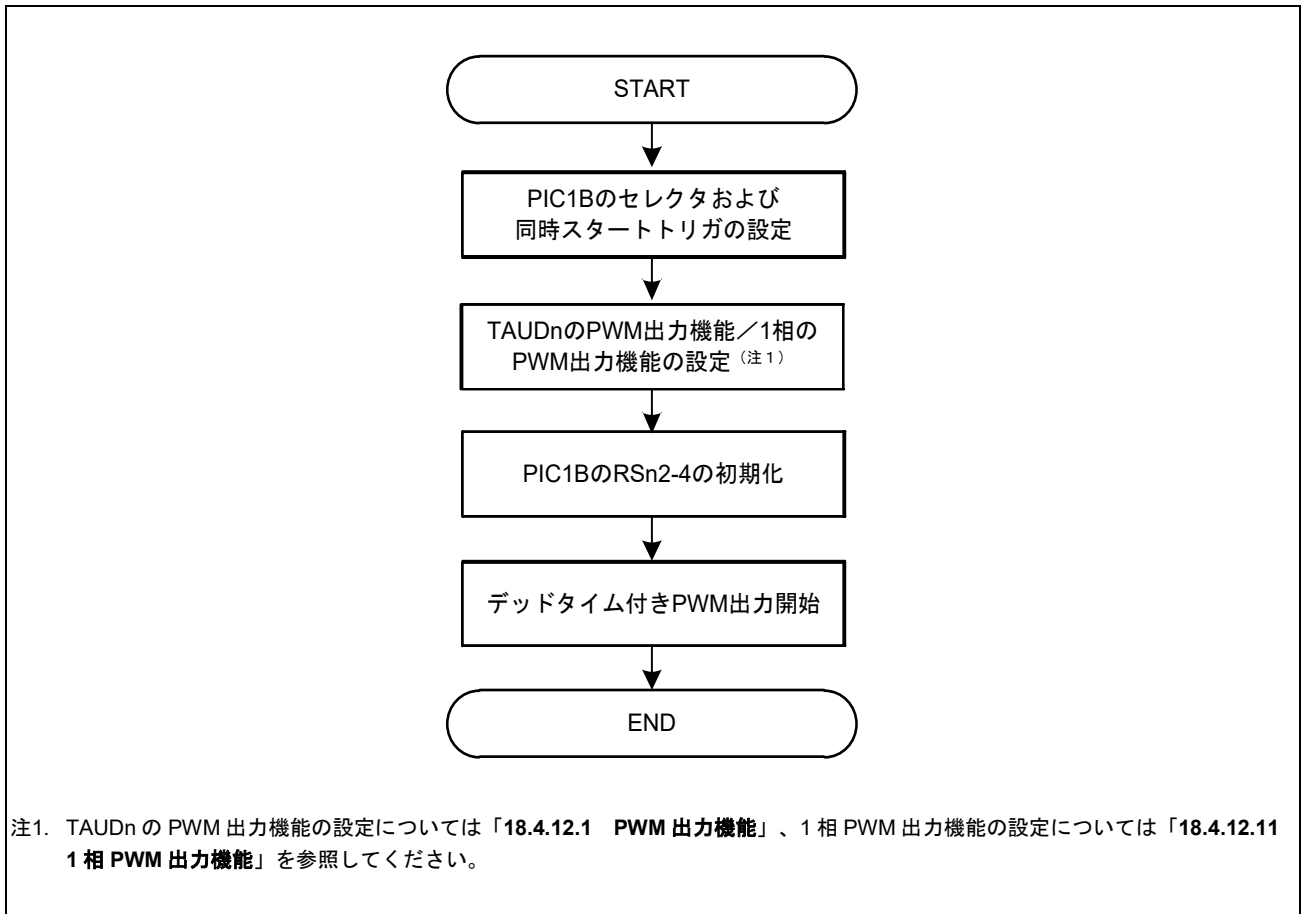 START
PIC1Bのセレクタおよび
同時スタートトリガの設定
TAUDnのPWM出力機能／1相の
PWM出力機能の設定（注1）
PIC1BのRSn2-4の初期化
デッドタイム付きPWM出力開始
END
注1. TAUDn の PWM 出力機能の設定については「18.4.12.1 PWM 出力機能」、1 相 PWM 出力機能の設定については「18.4.12.11
1 相 PWM 出力機能」を参照してください。